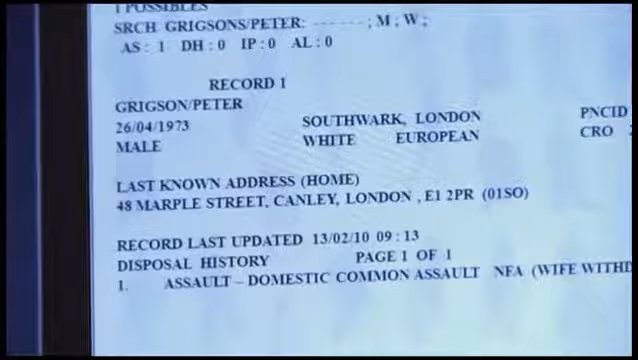 1 POSSIBLES
SRCH GRIGSONS/PETER: - - - - - - ; M ; W ;
AS : 1 DH : 0 IP : 0 AL : 0
RECORD 1
GRIGSON/PETER
26/04/1973 SOUTHWARK, LONDON PNCID
MALE WHITE EUROPEAN CRO
LAST KNOWN ADDRESS (HOME)
48 MARPLE STREET, CANLEY, LONDON , E1 2PR (01SO)
RECORD LAST UPDATED 13/02/10 09 : 13
DISPOSAL HISTORY PAGE 1 OF 1
1. ASSAULT – DOMESTIC COMMON ASSAULT NFA (WIFE WITHD